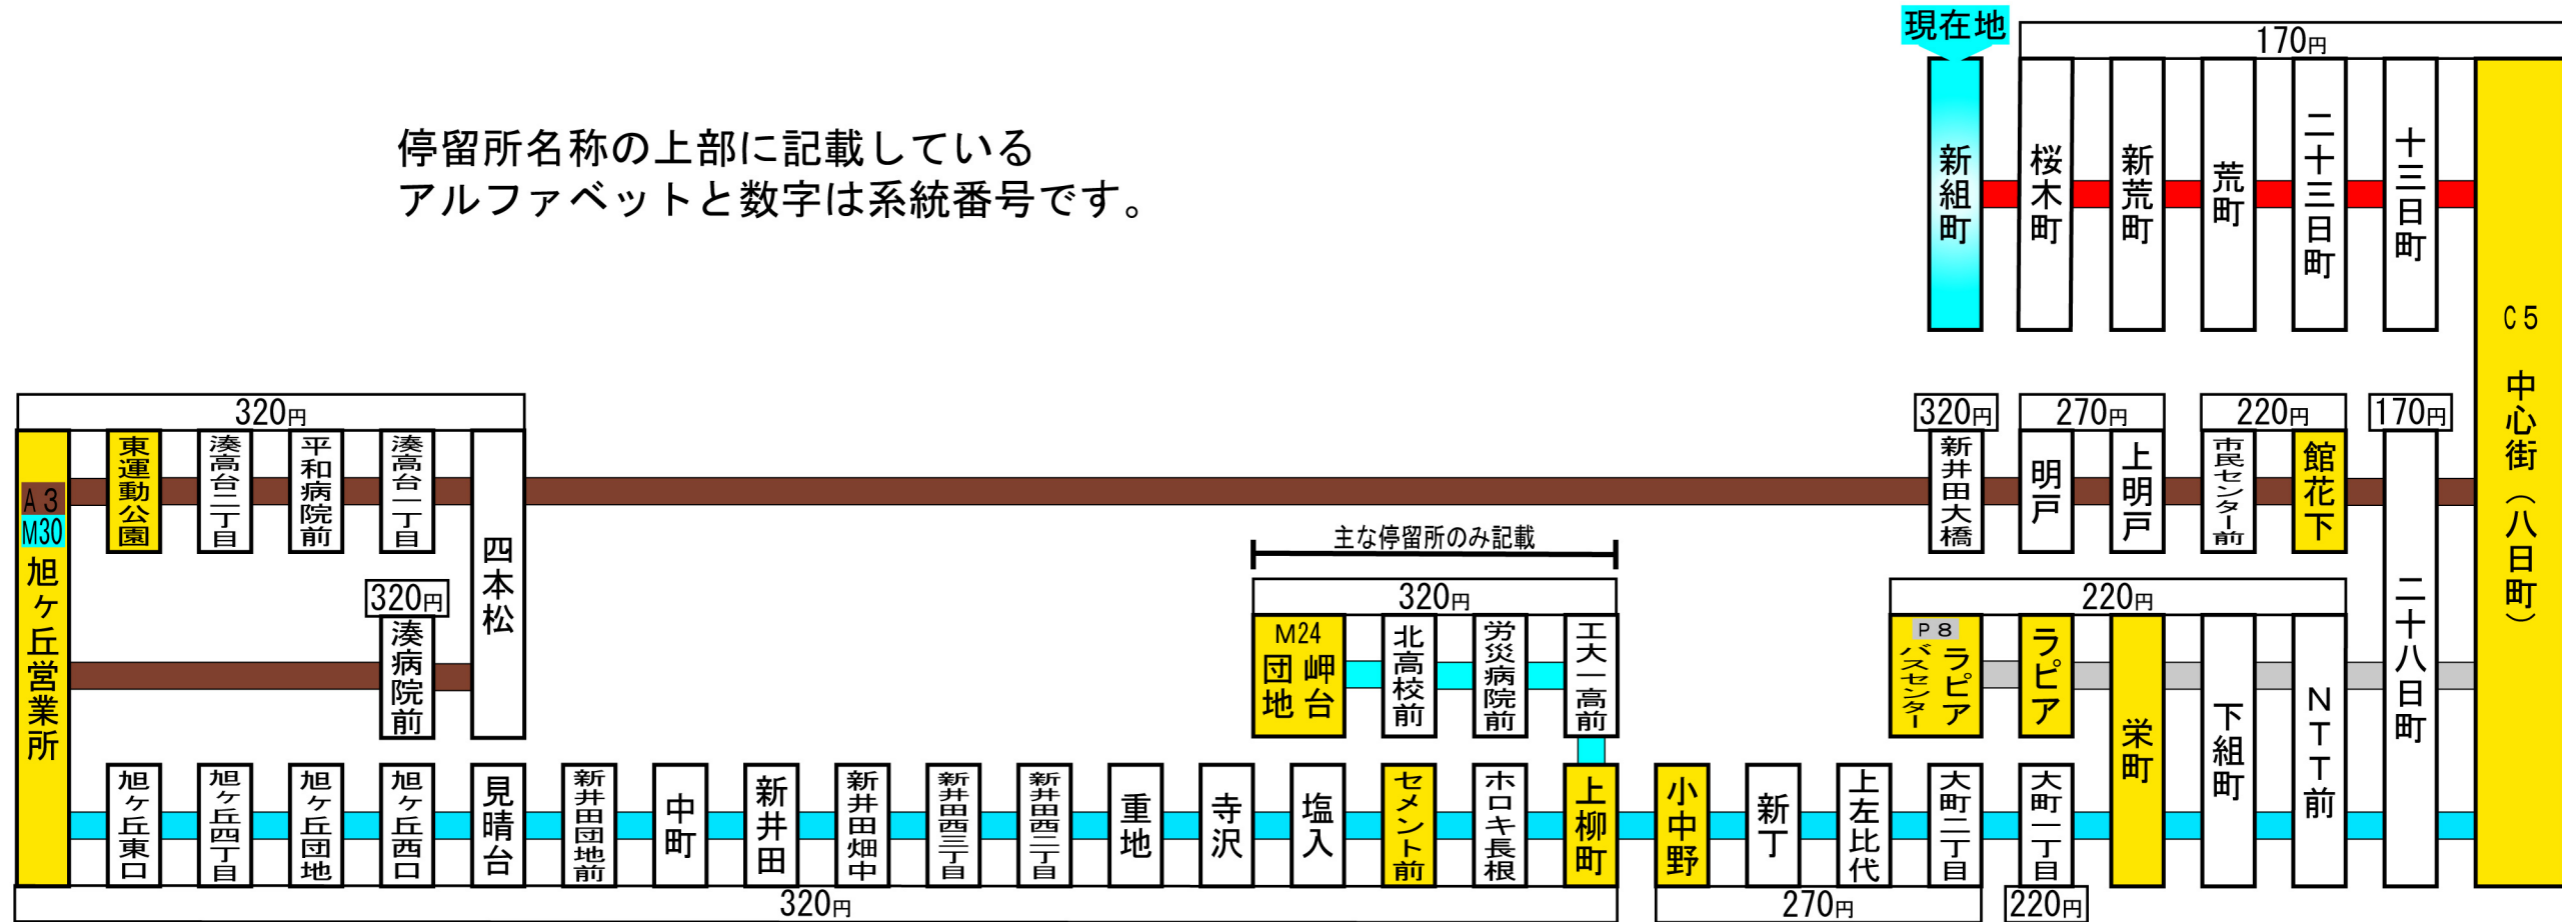 現在地
170円
停留所名称の上部に記載している
アルファベットと数字は系統番号です。
新組町
桜木町
新荒町
荒町
二十三日町
十三日町
C5 中心街(八日町)
320円
320円
270円
220円
170円
A3
M30
旭ヶ丘営業所
東運動公園
湊高台二丁目
平和病院前
湊高台一丁目
四本松
新井田大橋
明戸
上明戸
市民センター前
館花下
二十八日町
主な停留所のみ記載
320円
320円
220円
湊病院前
M24
岬台
団地
北高校前
労災病院前
工大一高前
P8
ラピア
バスセンター
ラピア
栄町
下組町
NTT前
旭ヶ丘東口
旭ヶ丘四丁目
旭ヶ丘団地
旭ヶ丘西口
見晴台
新井田団地前
中町
新井田
新井田畑中
新井田西三丁目
新井田西二丁目
重地
寺沢
塩入
セメント前
ホロキ長根
上柳町
小中野
新丁
上左比代
大町二丁目
大町一丁目
320円
270円
220円